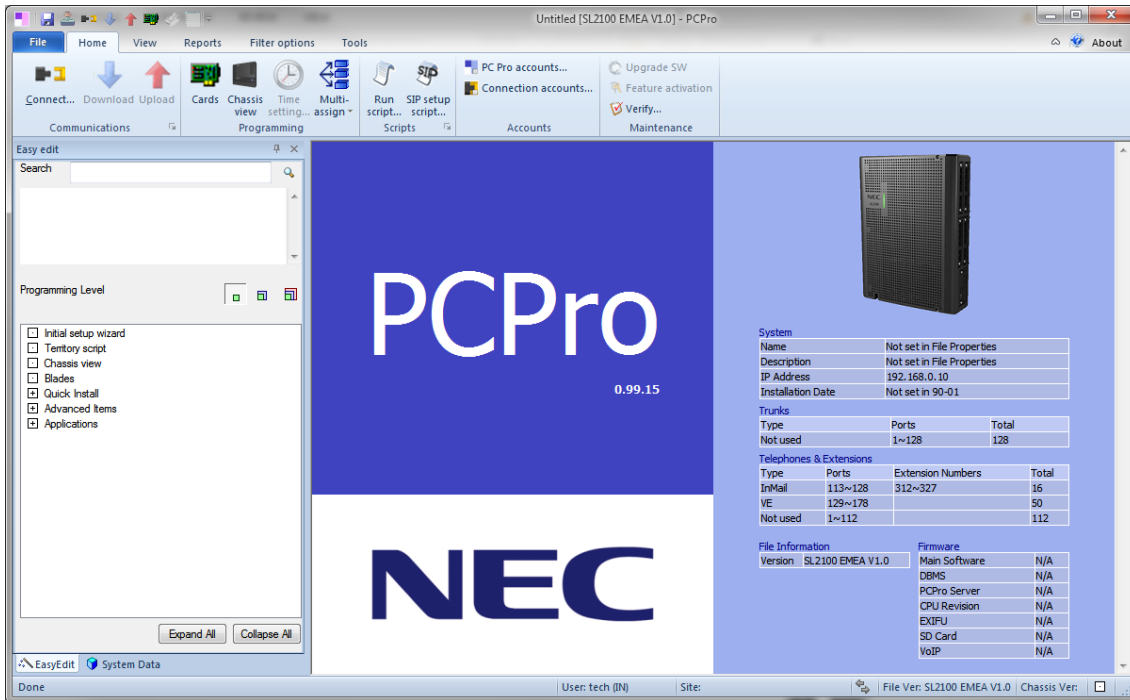 Untitled [SL2100 EMEA V1.0] - PCPro
File Home View Reports Filter options Tools About
Connect... Download Upload Cards Chassis view Time setting... Multi-assign Run script... SIP setup script...
PC Pro accounts...
Connection accounts...
Upgrade SW
Feature activation
Verify...
Communications Programming Scripts Accounts Maintenance
Easy edit
Search
Programming Level
Initial setup wizard
Territory script
Chassis view
Blades
Quick Install
Advanced Items
Applications
Expand All Collapse All
EasyEdit System Data
PCPro
0.99.15
NEC
NEC
System
Name Not set in File Properties
Description Not set in File Properties
IP Address 192.168.0.10
Installation Date Not set in 90-01
Trunks
Type Ports Total
Not used 1~128 128
Telephones & Extensions
Type Ports Extension Numbers Total
InMail 113~128 312~327 16
VE 129~178 50
Not used 1~112 112
File Information
Version SL2100 EMEA V1.0
Firmware
Main Software N/A
DBMS N/A
PCPro Server N/A
CPU Revision N/A
EXIFU N/A
SD Card N/A
VoIP N/A
Done User: tech (IN) Site: File Ver: SL2100 EMEA V1.0 Chassis Ver: